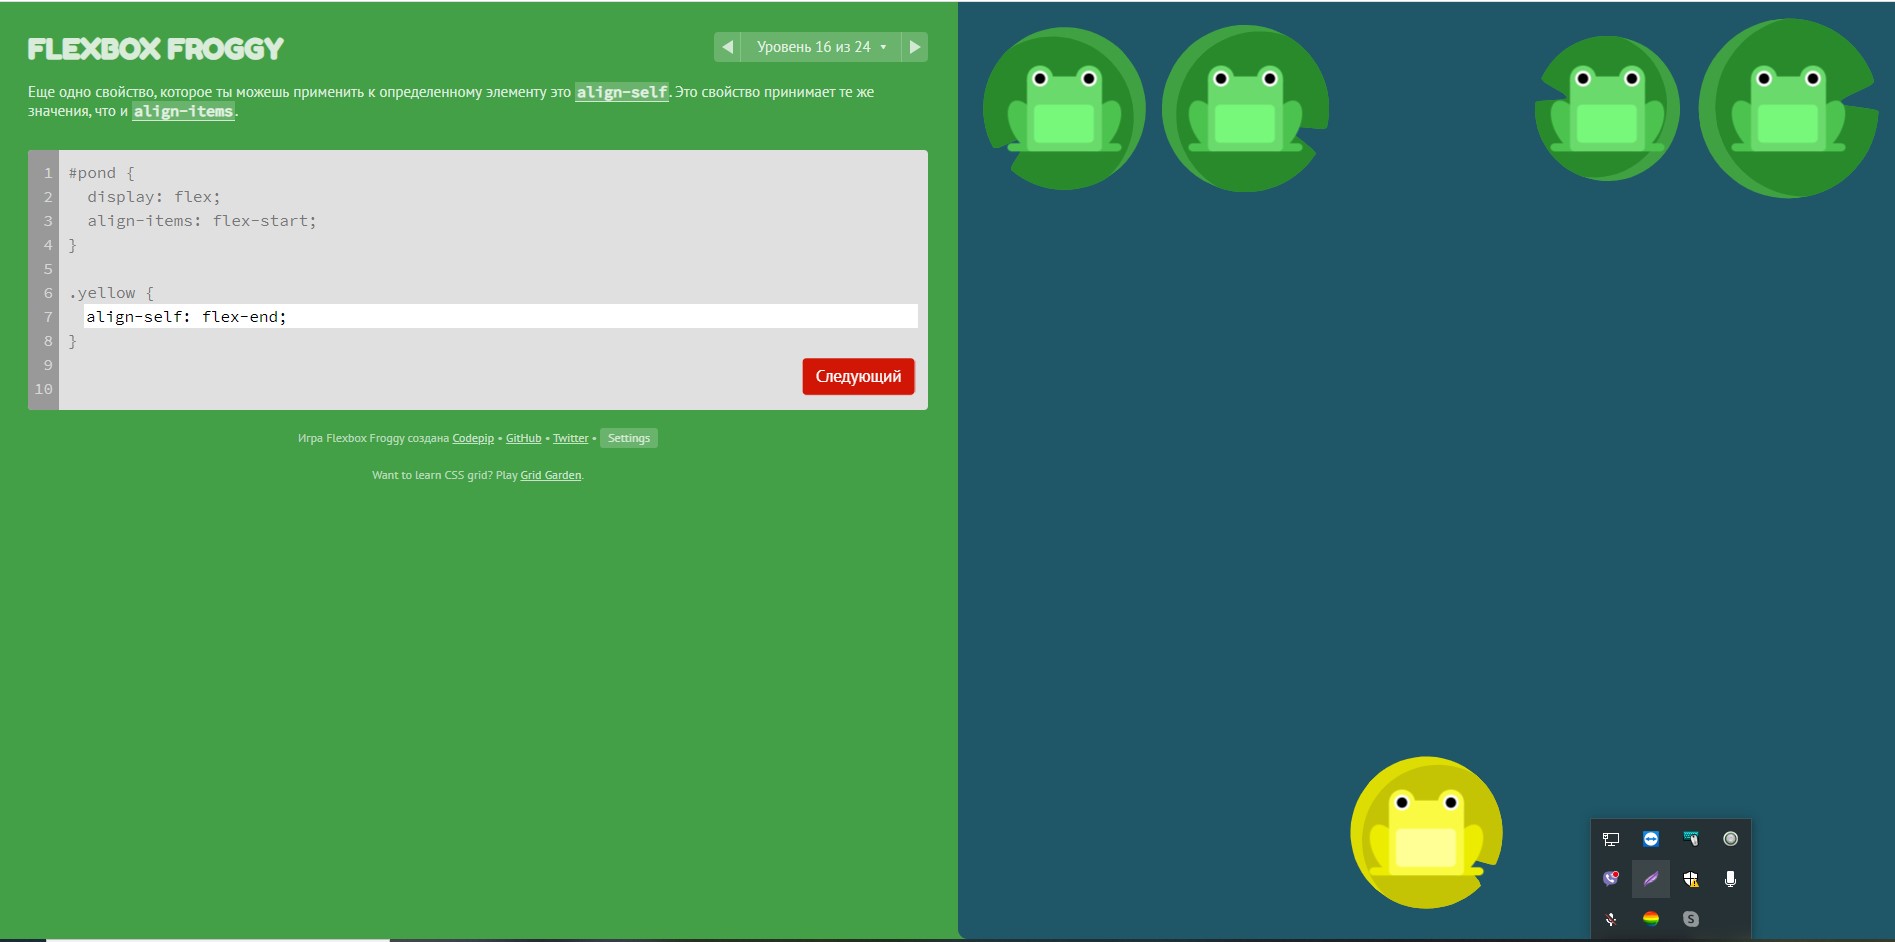 FLEXBOX FROGGY
Уровень 16 из 24
Еще одно свойство, которое ты можешь применить к определенному элементу это align-self. Это свойство принимает те же
значения, что и align-items.
1 #pond {
2 display: flex;
3 align-items: flex-start;
4 }
5
6 .yellow {
7 align-self: flex-end;
8 }
9
10
Следующий
Игра Flexbox Froggy создана Codepip • GitHub • Twitter • Settings
Want to learn CSS grid? Play Grid Garden.
S